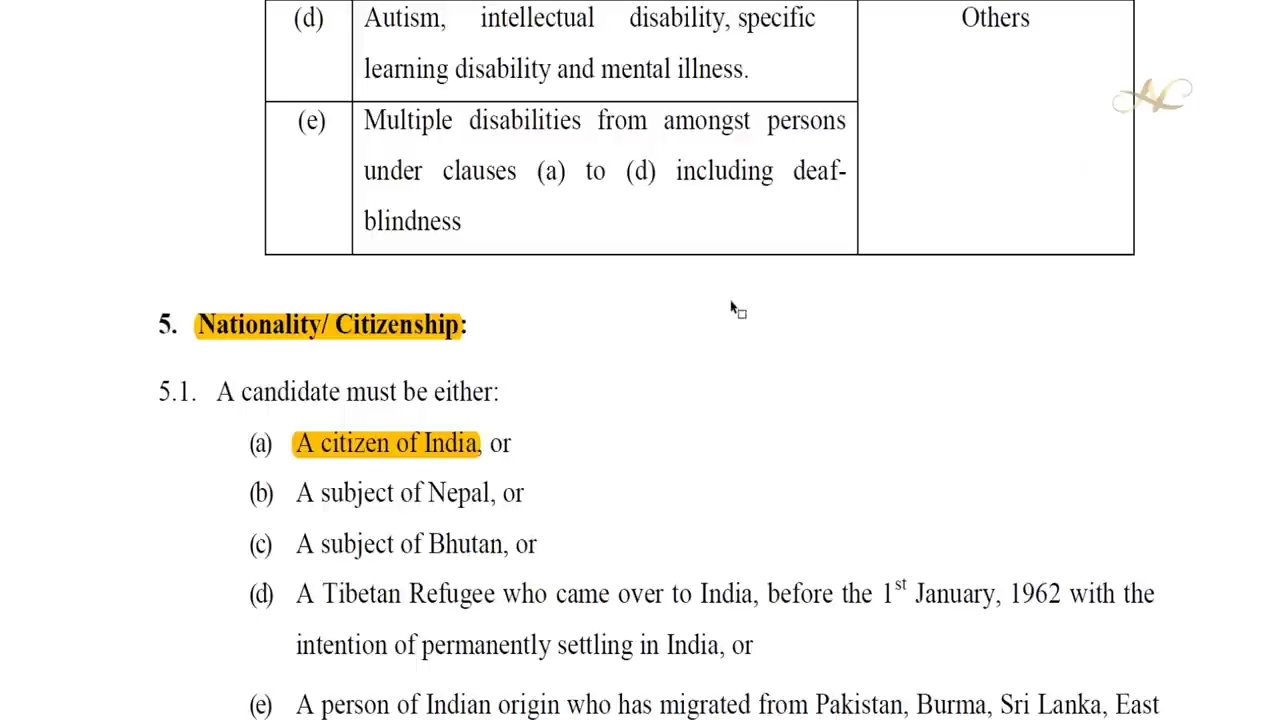 (d) Autism, intellectual disability, specific Others
learning disability and mental illness.
(e) Multiple disabilities from amongst persons
under clauses (a) to (d) including deaf-
blindness
5. Nationality/ Citizenship:
5.1. A candidate must be either:
(a) A citizen of India, or
(b) A subject of Nepal, or
(c) A subject of Bhutan, or
(d) A Tibetan Refugee who came over to India, before the 1st January, 1962 with the
intention of permanently settling in India, or
(e) A person of Indian origin who has migrated from Pakistan, Burma, Sri Lanka, East